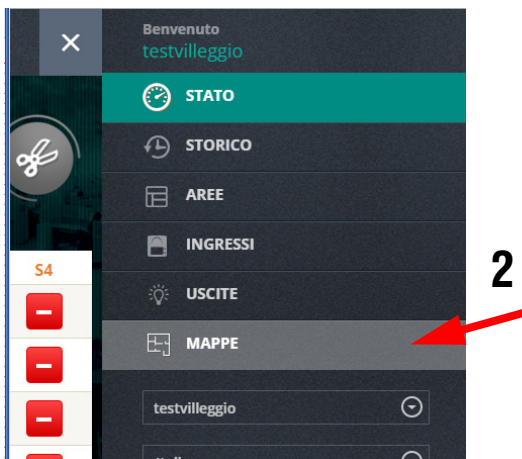 Benvenuto
testvilleggio
STATO
STORICO
AREE
INGRESSI
S4
2
USCITE
MAPPE
testvilleggio